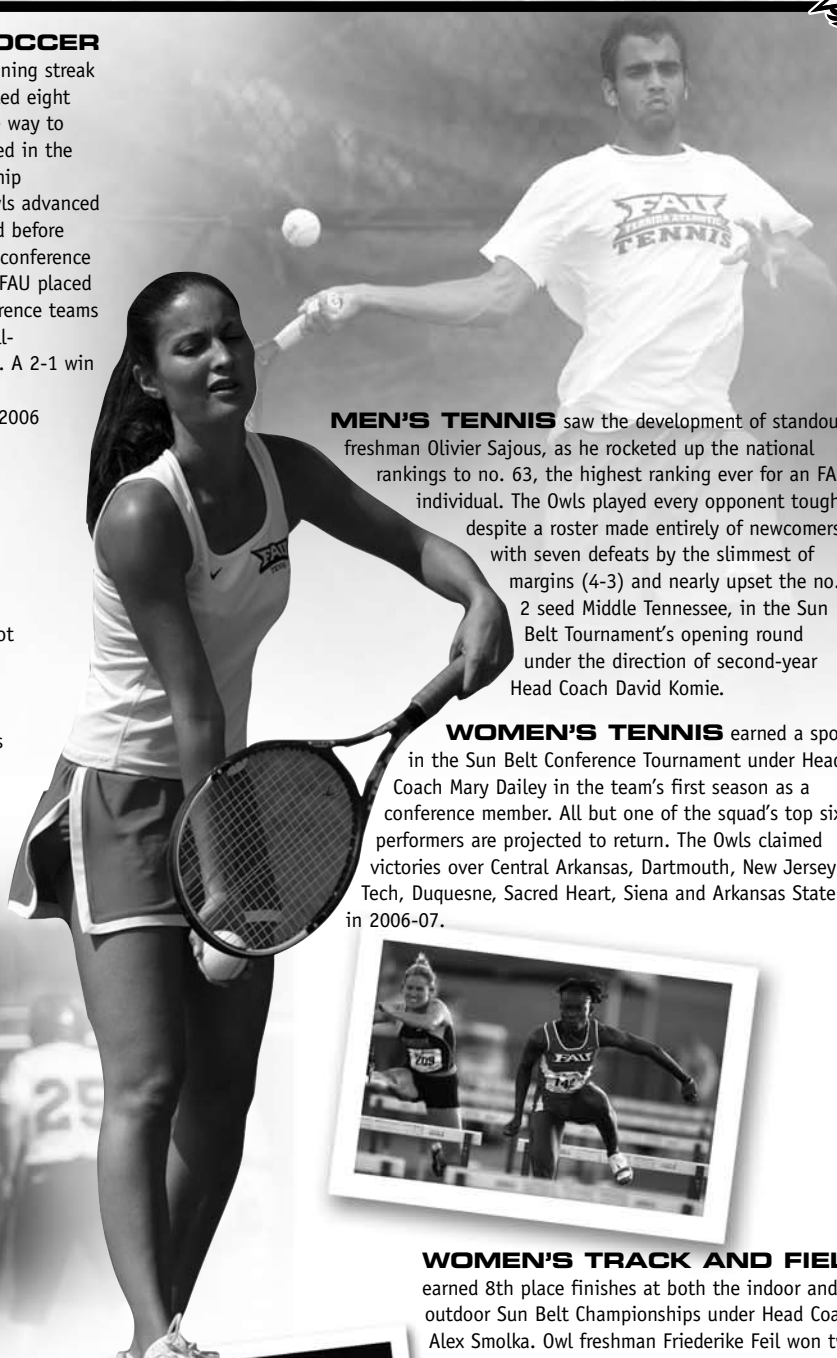 OCCER
ning streak
ed eight
way to
ed in the
hip
ls advanced
d before
conference
FAU placed
rence teams
ll-
. A 2-1 win
2006
ot
s
FAU
FLORIDA ATLANTIC
TENNIS
FAU
MEN'S TENNIS saw the development of standou
freshman Olivier Sajous, as he rocketed up the national
rankings to no. 63, the highest ranking ever for an FA
individual. The Owls played every opponent tough
despite a roster made entirely of newcomers
with seven defeats by the slimmest of
margins (4-3) and nearly upset the no.
2 seed Middle Tennessee, in the Sun
Belt Tournament's opening round
under the direction of second-year
Head Coach David Komie.
WOMEN'S TENNIS earned a spo
in the Sun Belt Conference Tournament under Head
Coach Mary Dailey in the team's first season as a
conference member. All but one of the squad's top six
performers are projected to return. The Owls claimed
victories over Central Arkansas, Dartmouth, New Jersey
Tech, Duquesne, Sacred Heart, Siena and Arkansas State
in 2006-07.
25
209
FAU
WOMEN'S TRACK AND FIEL
earned 8th place finishes at both the indoor and
outdoor Sun Belt Championships under Head Coa
Alex Smolka. Owl freshman Friederike Feil won tw